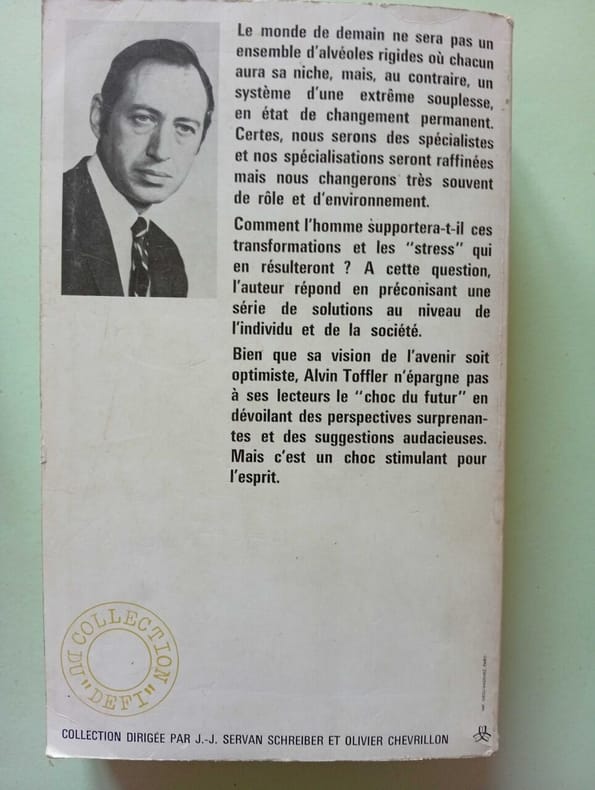 Le monde de demain ne sera pas un
ensemble d'alvéoles rigides où chacun
aura sa niche, mais, au contraire, un
système d'une extrême souplesse,
en état de changement permanent.
Certes, nous serons des spécialistes
et nos spécialisations seront raffinées
mais nous changerons très souvent
de rôle et d'environnement.
Comment l'homme supportera-t-il ces
transformations et les "stress" qui
en résulteront ? A cette question,
l'auteur répond en préconisant une
série de solutions au niveau de
l'individu et de la société.
Bien que sa vision de l'avenir soit
optimiste, Alvin Toffler n'épargne pas
à ses lecteurs le "choc du futur" en
dévoilant des perspectives surprenan-
tes et des suggestions audacieuses.
Mais c'est un choc stimulant pour
l'esprit.
COLLECTION
DU "DEFI"
COLLECTION DIRIGÉE PAR J.-J. SERVAN SCHREIBER ET OLIVIER CHEVRILLON